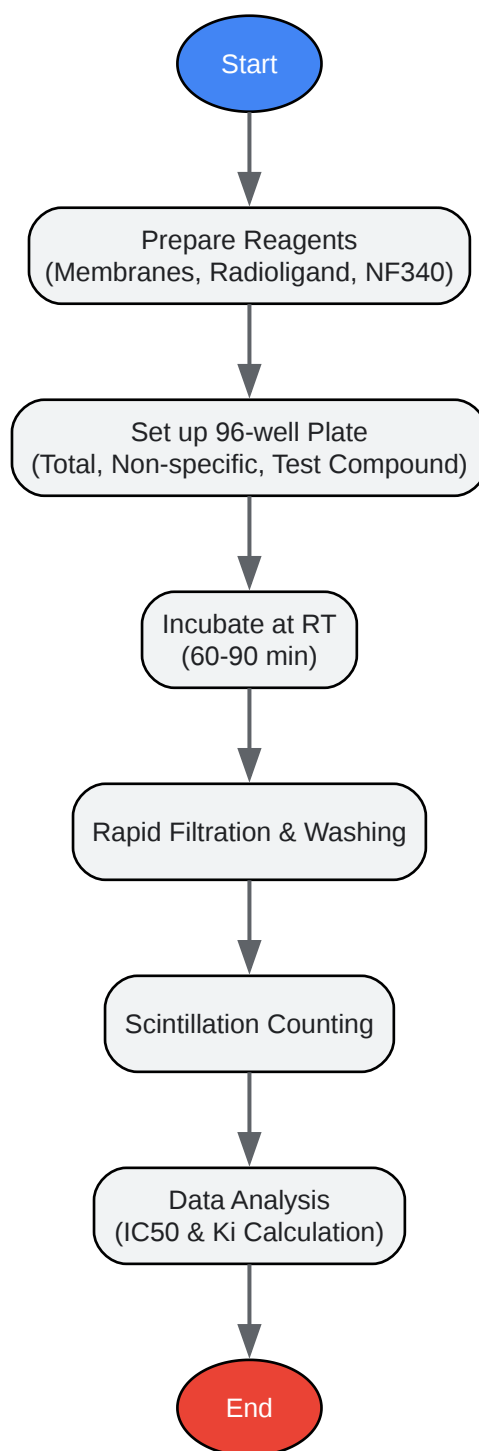 Start
Prepare Reagents
(Membranes, Radioligand, NF340)
Set up 96-well Plate
(Total, Non-specific, Test Compound)
Incubate at RT
(60-90 min)
Rapid Filtration & Washing
Scintillation Counting
Data Analysis
(IC50 & Ki Calculation)
End